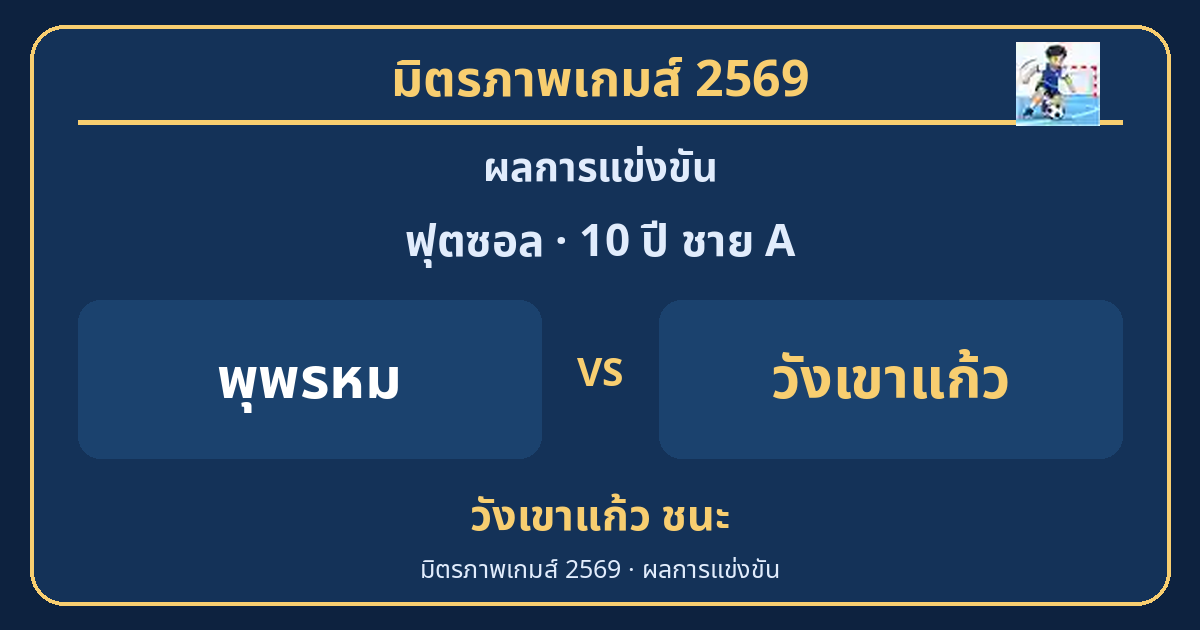 มิตรภาพเกมส์ 2569
ผลการแข่งขัน
ฟุตซอล · 10 ปี ชาย A
พุพรหม
VS
วังเขาแก้ว
วังเขาแก้ว ชนะ
มิตรภาพเกมส์ 2569 · ผลการแข่งขัน